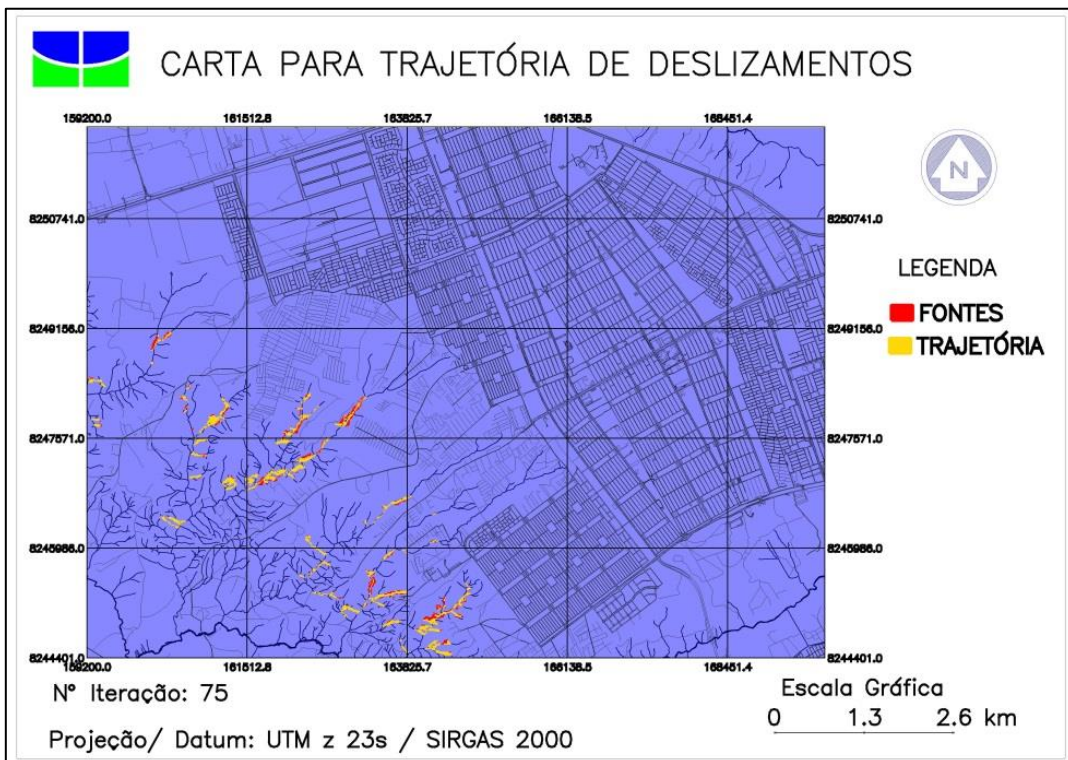 CARTA PARA TRAJETÓRIA DE DESLIZAMENTOS
159200.0 161512.8 163825.7 166138.5 168451.4
N
8250741.0 8250741.0
LEGENDA
FONTES
8249156.0 8249156.0
TRAJETÓRIA
8247571.0 8247571.0
8245986.0 8245986.0
8244401.0 8244401.0
159200.0 161512.8 163825.7 166138.5 168451.4
N° Iteração: 75
Escala Gráfica
0 1.3 2.6 km
Projeção/ Datum: UTM z 23s / SIRGAS 2000